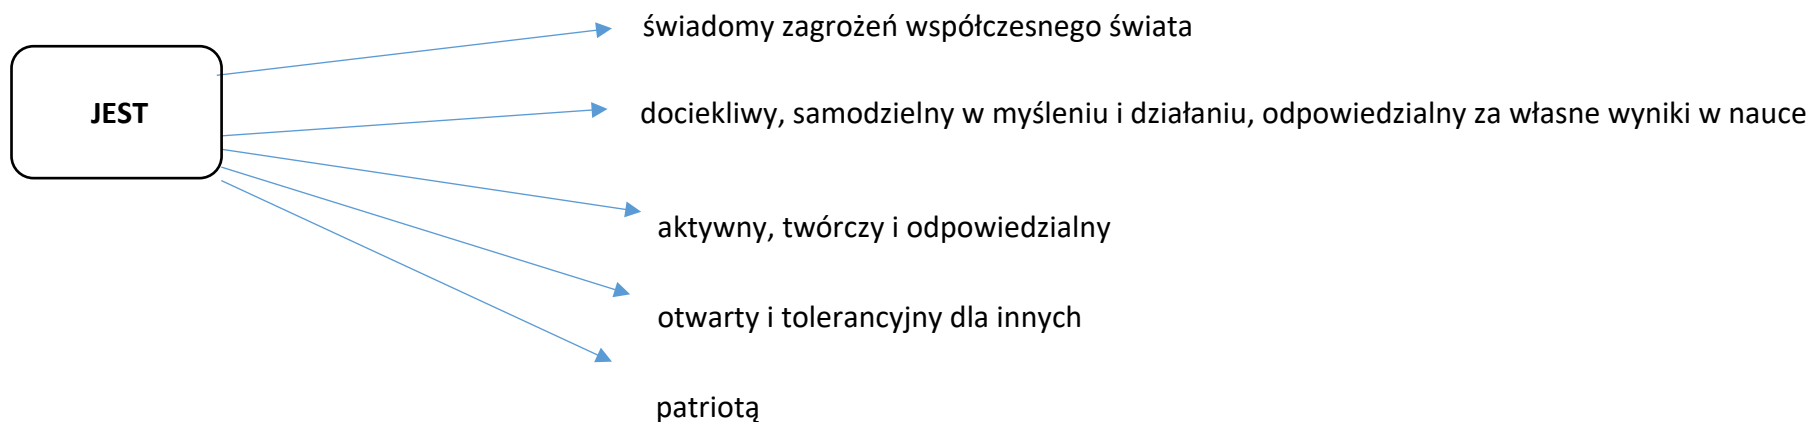 świadomy zagrożeń współczesnego świata
JEST
dociekliwy, samodzielny w myśleniu i działaniu, odpowiedzialny za własne wyniki w nauce
aktywny, twórczy i odpowiedzialny
otwarty i tolerancyjny dla innych
patriotą